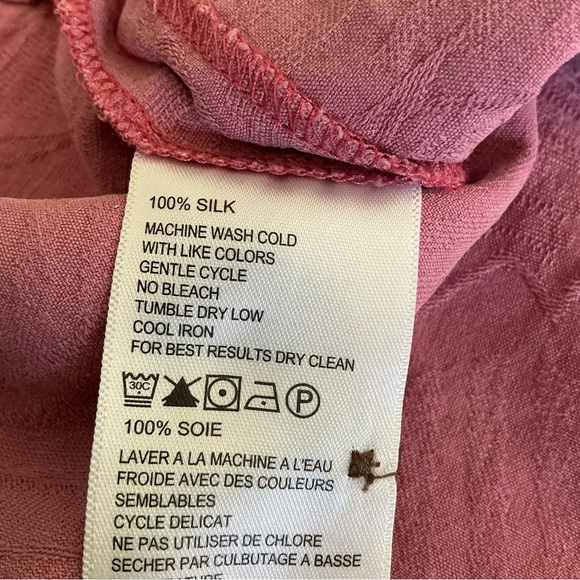 100% SILK
MACHINE WASH COLD
WITH LIKE COLORS
GENTLE CYCLE
NO BLEACH
TUMBLE DRY LOW
COOL IRON
FOR BEST RESULTS DRY CLEAN
30C P
100% SOIE
LAVER A LA MACHINE A L'EAU
FROIDE AVEC DES COULEURS
SEMBLABLES
CYCLE DELICAT
NE PAS UTILISER DE CHLORE
SECHER PAR CULBUTAGE A BASSE